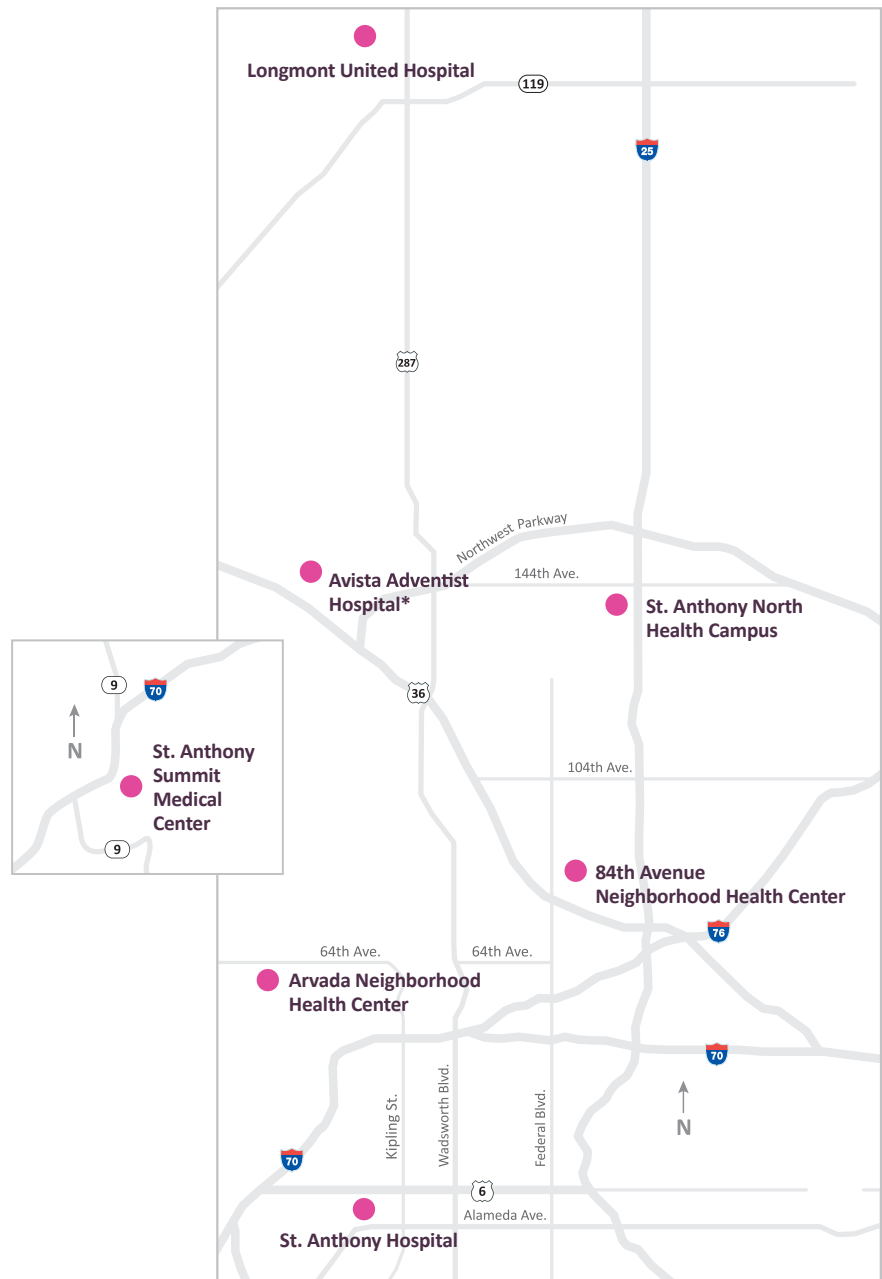 Longmont United Hospital
119
25
287
Northwest Parkway
144th Ave.
Avista Adventist
Hospital*
St. Anthony North
Health Campus
36
9
70
N
St. Anthony
Summit
Medical
Center
9
104th Ave.
84th Avenue
Neighborhood Health Center
76
64th Ave.
64th Ave.
Arvada Neighborhood
Health Center
70
Kipling St.
Wadsworth Blvd.
Federal Blvd.
N
70
6
Alameda Ave.
St. Anthony Hospital